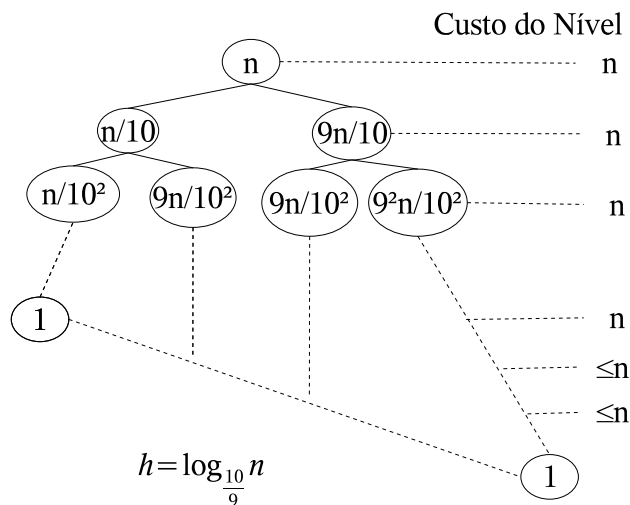 Custo do Nível
n n
n/10 9n/10 n
n/10² 9n/10² 9n/10² 9²n/10² n
1 n
≤n
≤n
h=log_{10/9} n 1